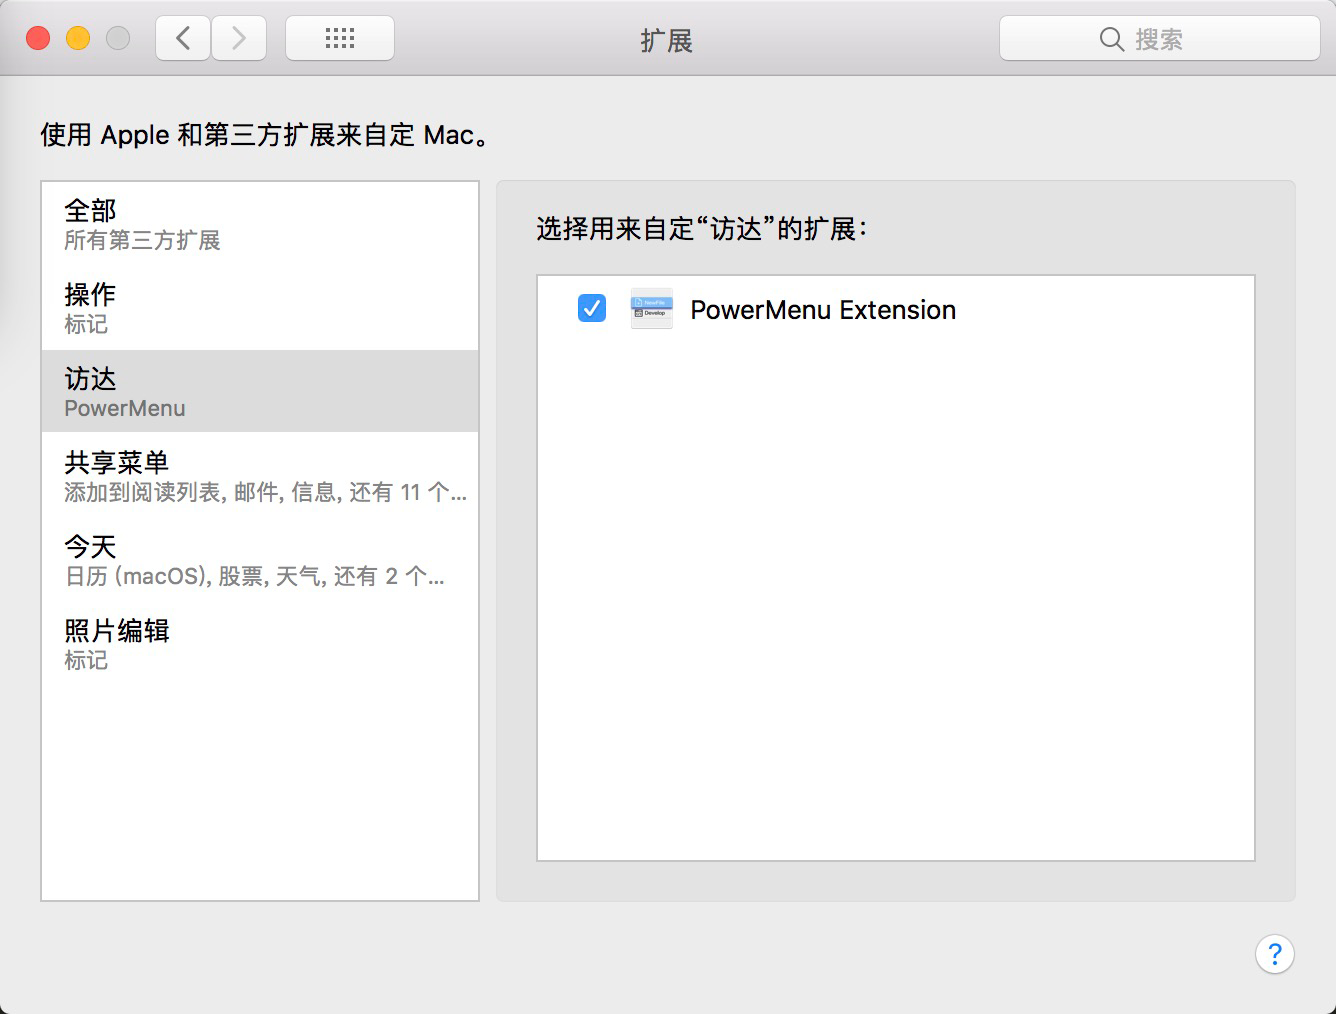 扩展
搜索
使用 Apple 和第三方扩展来自定 Mac。
全部
所有第三方扩展
操作
标记
访达
PowerMenu
共享菜单
添加到阅读列表, 邮件, 信息, 还有 11 个...
今天
日历 (macOS), 股票, 天气, 还有 2 个...
照片编辑
标记
选择用来自定“访达”的扩展：
NewFile
Develop
PowerMenu Extension
?